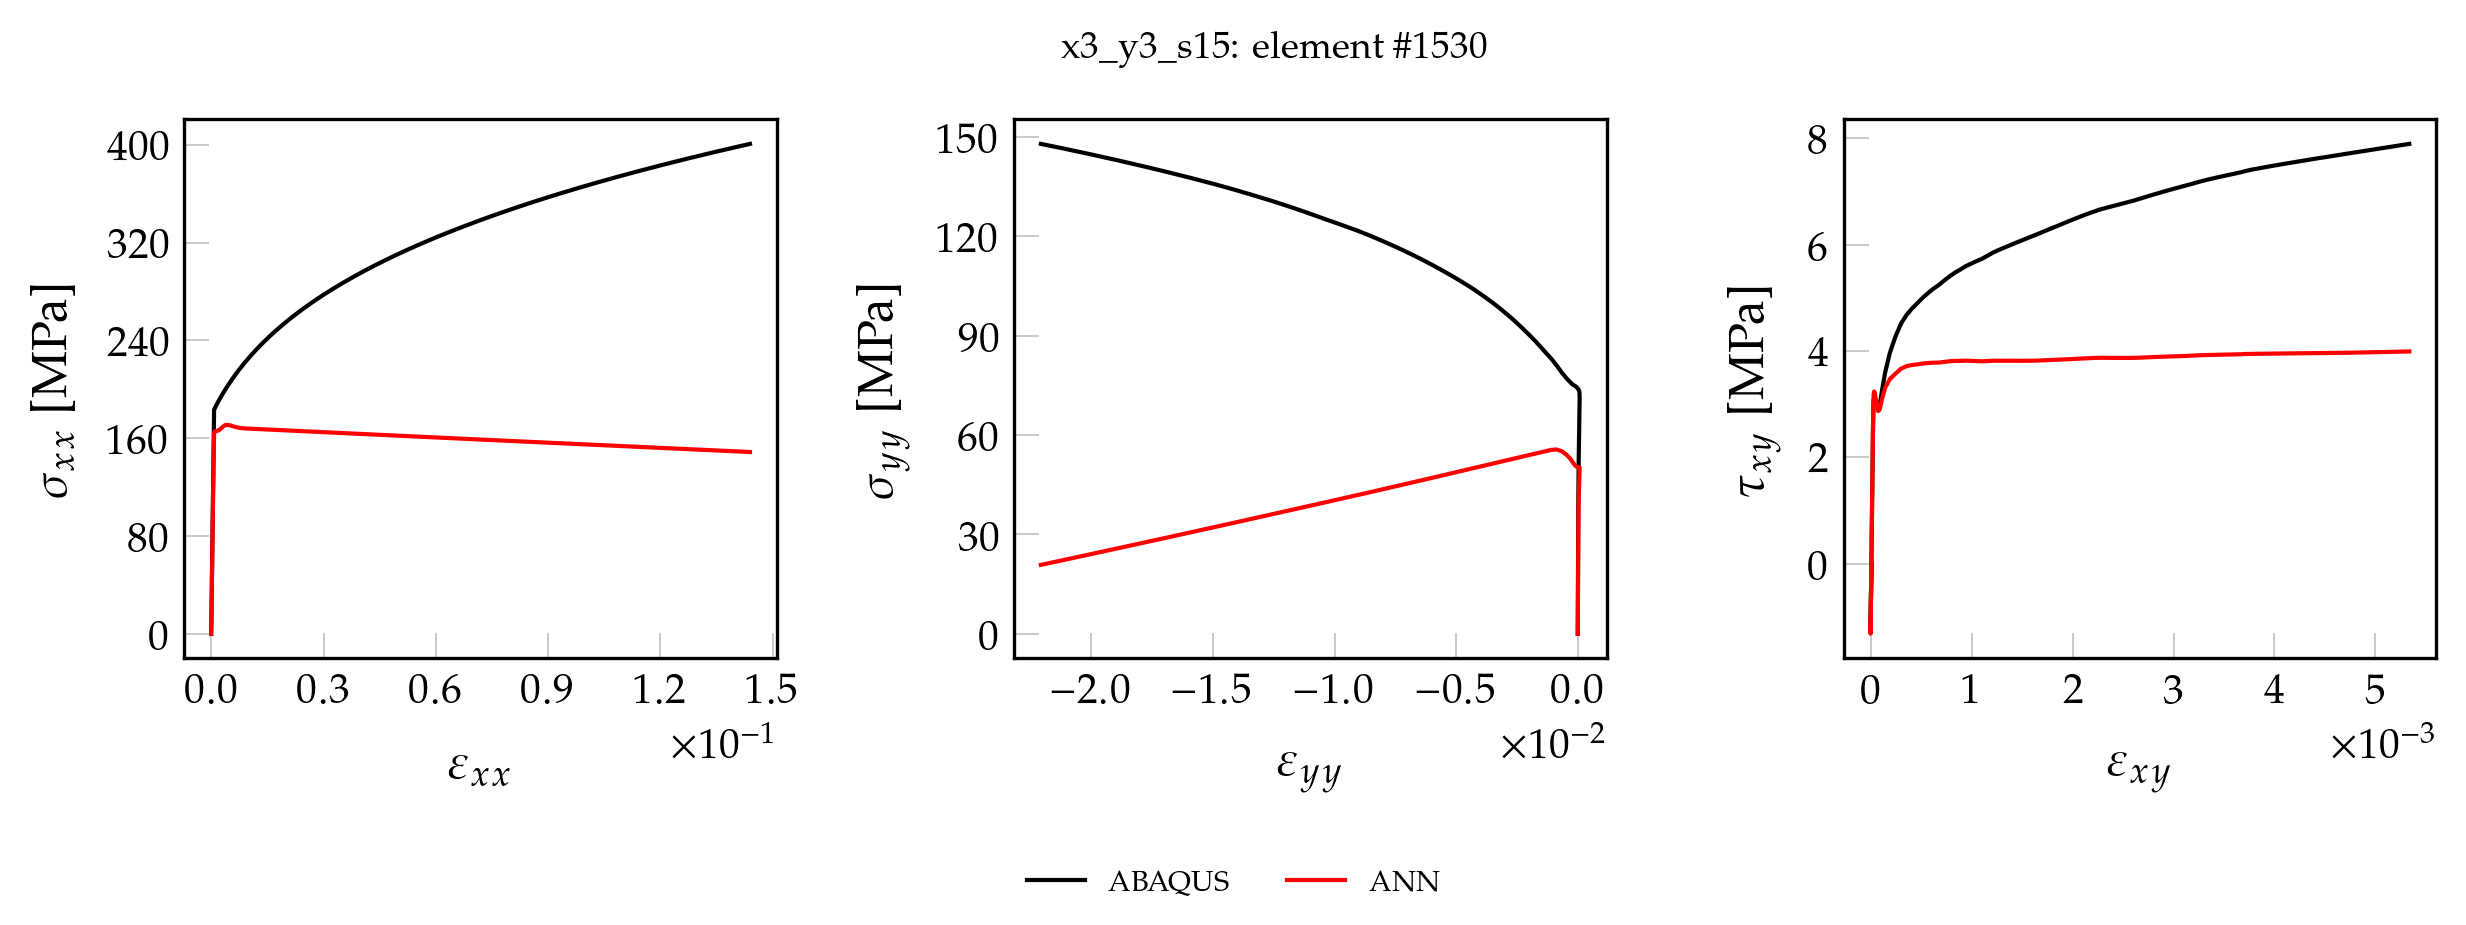 x3_y3_s15: element #1530
σxx [MPa]
400
320
240
160
80
0
0.0 0.3 0.6 0.9 1.2 1.5
×10−1
εxx
σyy [MPa]
150
120
90
60
30
0
−2.0 −1.5 −1.0 −0.5 0.0
×10−2
εyy
τxy [MPa]
8
6
4
2
0
0 1 2 3 4 5
×10−3
εxy
ABAQUS ANN